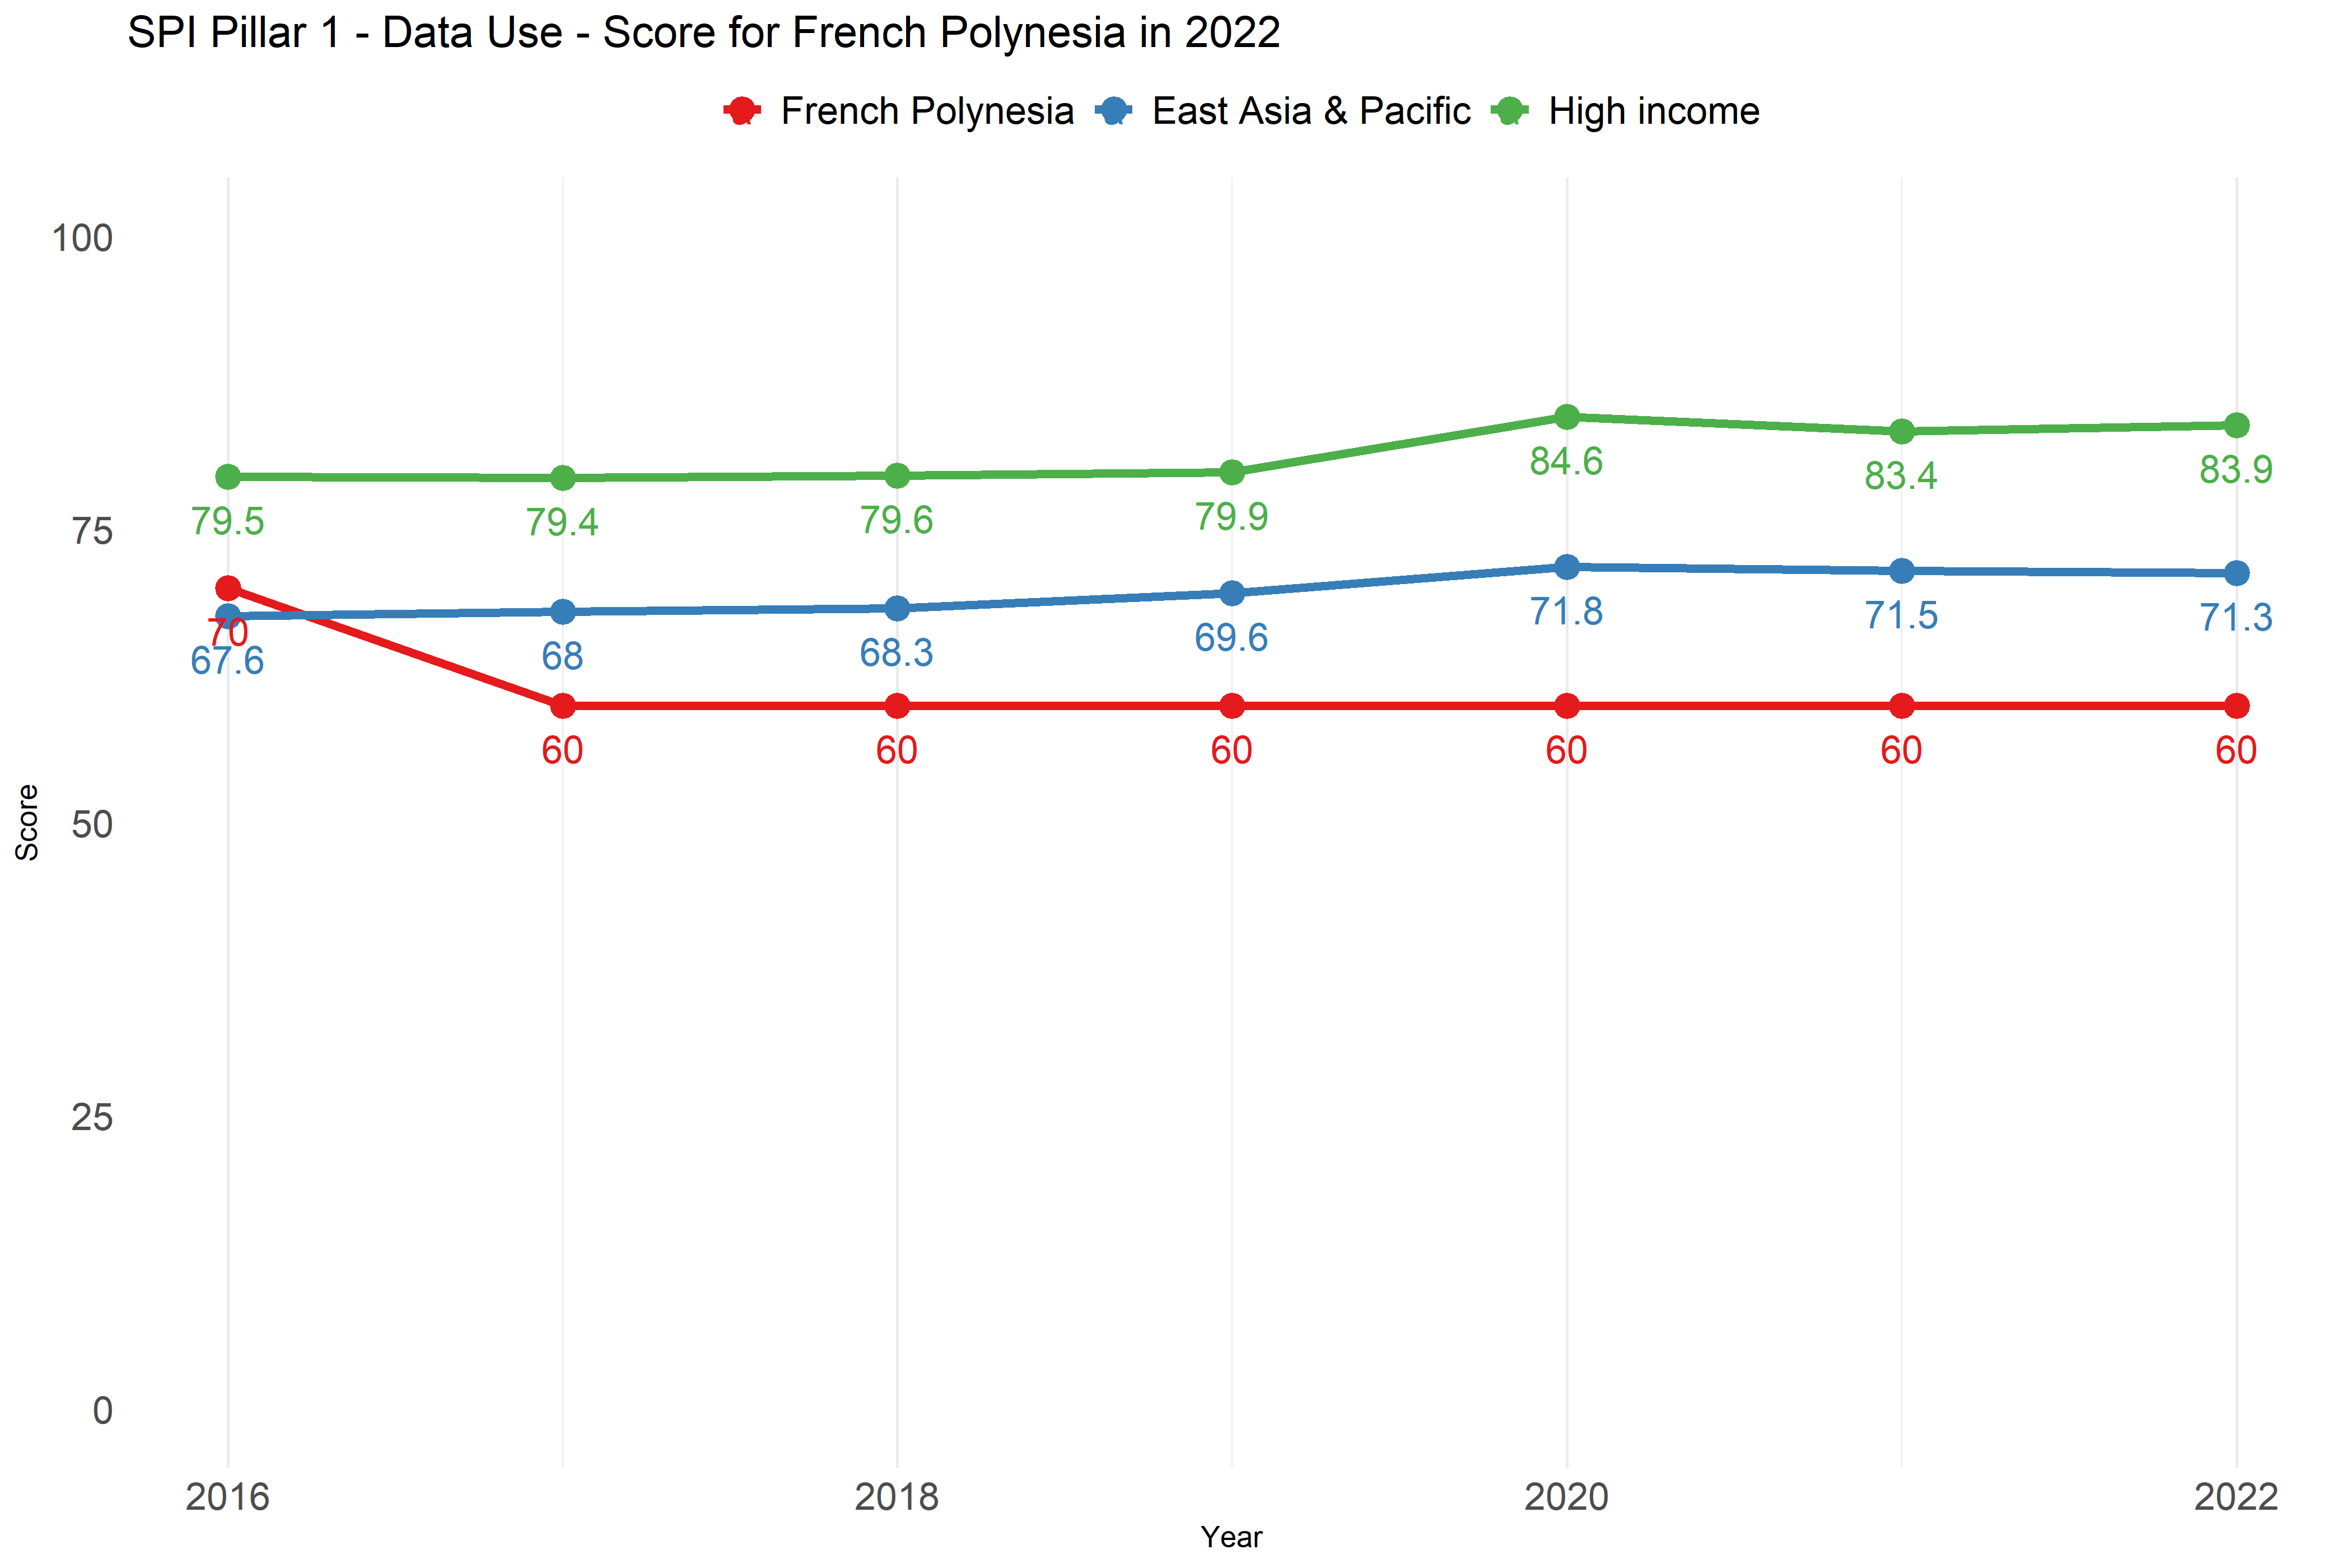 SPI Pillar 1 - Data Use - Score for French Polynesia in 2022
French Polynesia East Asia & Pacific High income
100
75
50
25
0
Score
79.5 79.4 79.6 79.9 84.6 83.4 83.9
70
67.6 68 68.3 69.6 71.8 71.5 71.3
60 60 60 60 60 60
2016 2018 2020 2022
Year